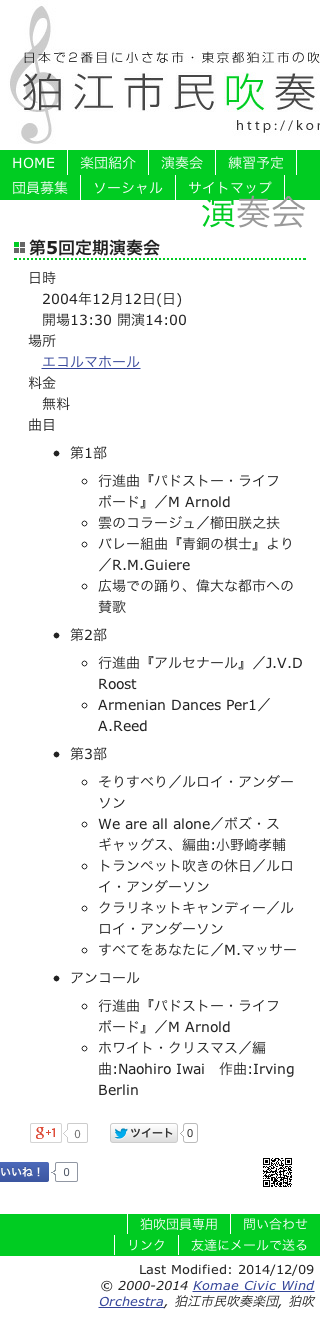 日本で2番目に小さな市・東京都狛江市の吹
狛江市民吹奏
http://kor
HOME 楽団紹介 演奏会 練習予定
団員募集 ソーシャル サイトマップ
演奏会
第5回定期演奏会
日時
2004年12月12日(日)
開場13:30 開演14:00
場所
エコルマホール
料金
無料
曲目
• 第1部
◦ 行進曲『パドストー・ライフ
ボード』／M Arnold
◦ 雲のコラージュ／櫛田朕之扶
◦ バレー組曲『青銅の棋士』より
／R.M.Guiere
◦ 広場での踊り、偉大な都市への
賛歌
• 第2部
◦ 行進曲『アルセナール』／J.V.D
Roost
◦ Armenian Dances Per1／
A.Reed
• 第3部
◦ そりすべり／ルロイ・アンダー
ソン
◦ We are all alone／ボズ・ス
ギャッグス、編曲:小野崎孝輔
◦ トランペット吹きの休日／ルロ
イ・アンダーソン
◦ クラリネットキャンディー／ル
ロイ・アンダーソン
◦ すべてをあなたに／M.マッサー
• アンコール
◦ 行進曲『パドストー・ライフ
ボード』／M Arnold
◦ ホワイト・クリスマス／編
曲:Naohiro Iwai　作曲:Irving
Berlin
g+1 0 ツイート 0
いいね！ 0
狛吹団員専用 問い合わせ
リンク 友達にメールで送る
Last Modified: 2014/12/09
© 2000-2014 Komae Civic Wind
Orchestra, 狛江市民吹奏楽団, 狛吹